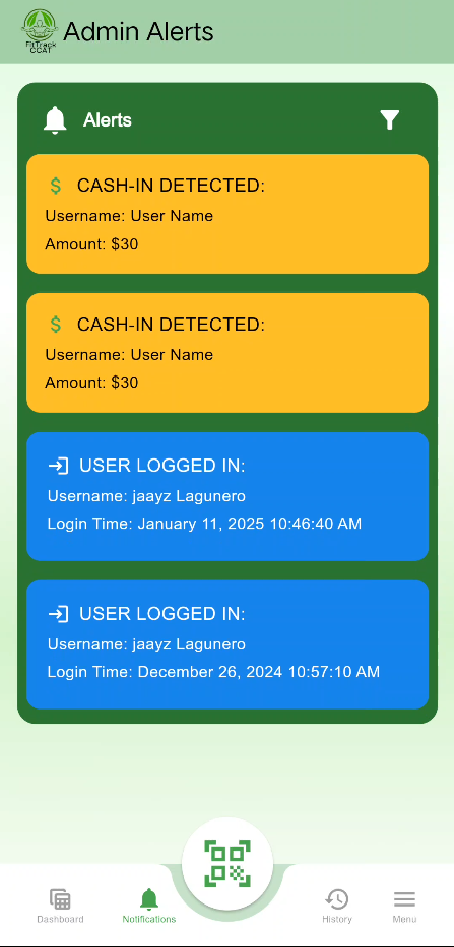 Admin Alerts
CCAT
Alerts
$ CASH-IN DETECTED:
Username: User Name
Amount: $30
$ CASH-IN DETECTED:
Username: User Name
Amount: $30
USER LOGGED IN:
Username: jaayz Lagunero
Login Time: January 11, 2025 10:46:40 AM
USER LOGGED IN:
Username: jaayz Lagunero
Login Time: December 26, 2024 10:57:10 AM
Dashboard
Notifications
History
Menu